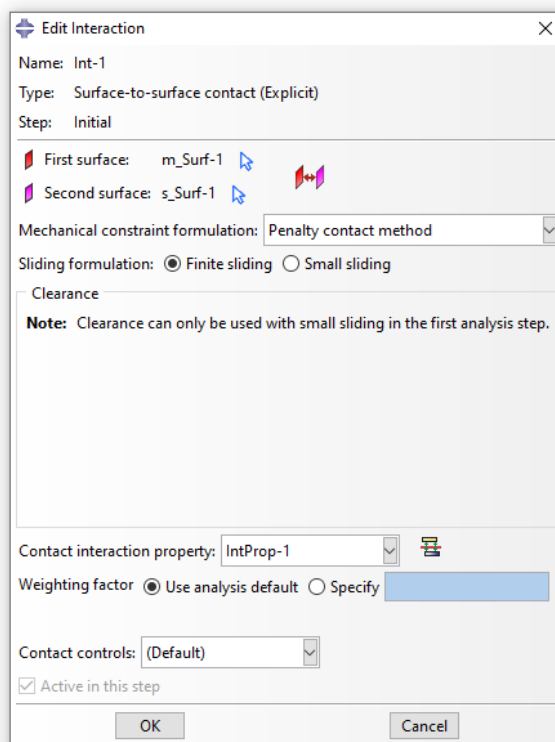 Edit Interaction
Name: Int-1
Type: Surface-to-surface contact (Explicit)
Step: Initial
First surface: m_Surf-1
Second surface: s_Surf-1
Mechanical constraint formulation: Penalty contact method
Sliding formulation: Finite sliding Small sliding
Clearance
Note: Clearance can only be used with small sliding in the first analysis step.
Contact interaction property: IntProp-1
Weighting factor Use analysis default Specify
Contact controls: (Default)
Active in this step
OK Cancel